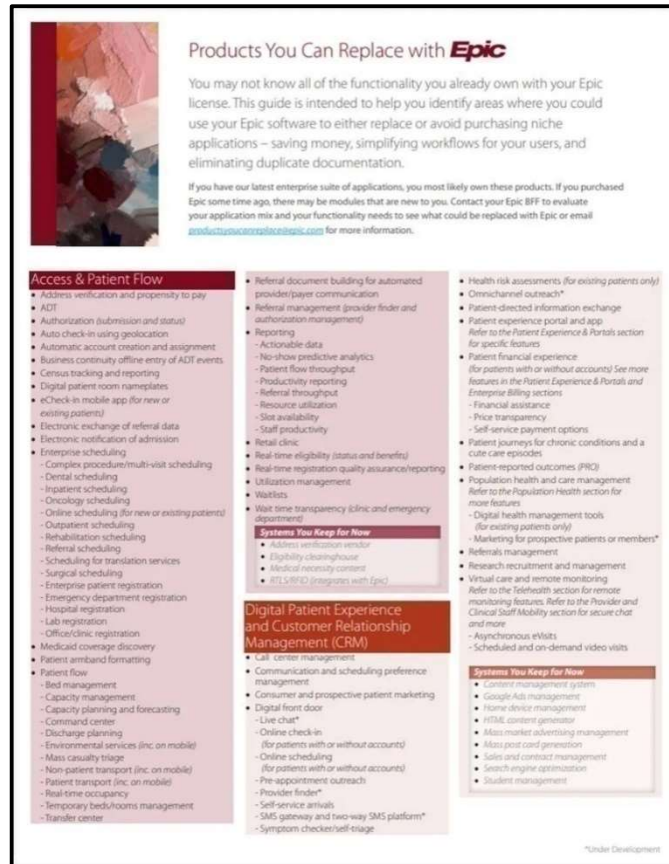 Products You Can Replace with Epic
You may not know all of the functionality you already own with your Epic
license. This guide is intended to help you identify areas where you could
use your Epic software to either replace or avoid purchasing niche
applications – saving money, simplifying workflows for your users, and
eliminating duplicate documentation.
If you have our latest enterprise suite of applications, you most likely own these products. If you purchased
Epic some time ago, there may be modules that are new to you. Contact your Epic BFF to evaluate
your application mix and your functionality needs to see what could be replaced with Epic or email
productsyoucanreplace@epic.com for more information.
Access & Patient Flow
• Address verification and propensity to pay
• ADT
• Authorization (submission and status)
• Auto check-in using geolocation
• Automatic account creation and assignment
• Business continuity offline entry of ADT events
• Census tracking and reporting
• Digital patient room nameplates
• eCheck-in mobile app (for new or
existing patients)
• Electronic exchange of referral data
• Electronic notification of admission
• Enterprise scheduling
- Complex procedure/multi-visit scheduling
- Dental scheduling
- Inpatient scheduling
- Oncology scheduling
- Online scheduling (for new or existing patients)
- Outpatient scheduling
- Rehabilitation scheduling
- Referral scheduling
- Scheduling for translation services
- Surgical scheduling
- Enterprise patient registration
- Emergency department registration
- Hospital registration
- Lab registration
- Office/clinic registration
• Medicaid coverage discovery
• Patient armband formatting
• Patient flow
- Bed management
- Capacity management
- Capacity planning and forecasting
- Command center
- Discharge planning
- Environmental services (inc. on mobile)
- Mass casualty triage
- Non-patient transport (inc. on mobile)
- Patient transport (inc. on mobile)
- Real-time occupancy
- Temporary beds/rooms management
- Transfer center
• Referral document building for automated
provider/payer communication
• Referral management (provider finder and
authorization management)
• Reporting
- Actionable data
- No-show predictive analytics
- Patient flow throughput
- Productivity reporting
- Referral throughput
- Resource utilization
- Slot availability
- Staff productivity
• Retail clinic
• Real-time eligibility (status and benefits)
• Real-time registration quality assurance/reporting
• Utilization management
• Waitlists
• Wait time transparency (clinic and emergency
department)
Systems You Keep for Now
• Address verification vendor
• Eligibility clearinghouse
• Medical necessity content
• RTLS/RFID (integrates with Epic)
Digital Patient Experience
and Customer Relationship
Management (CRM)
• Call center management
• Communication and scheduling preference
management
• Consumer and prospective patient marketing
• Digital front door
- Live chat*
- Online check-in
(for patients with or without accounts)
- Online scheduling
(for patients with or without accounts)
- Pre-appointment outreach
- Provider finder*
- Self-service arrivals
- SMS gateway and two-way SMS platform*
- Symptom checker/self-triage
• Health risk assessments (for existing patients only)
• Omnichannel outreach*
• Patient-directed information exchange
• Patient experience portal and app
Refer to the Patient Experience & Portals section
for specific features
• Patient financial experience
(for patients with or without accounts) See more
features in the Patient Experience & Portals and
Enterprise Billing sections
- Financial assistance
- Price transparency
- Self-service payment options
• Patient journeys for chronic conditions and a
cute care episodes
• Patient-reported outcomes (PRO)
• Population health and care management
Refer to the Population Health section for
more features
- Digital health management tools
(for existing patients only)
- Marketing for prospective patients or members*
• Referrals management
• Research recruitment and management
• Virtual care and remote monitoring
Refer to the Telehealth section for remote
monitoring features. Refer to the Provider and
Clinical Staff Mobility section for secure chat
and more
- Asynchronous eVisits
- Scheduled and on-demand video visits
Systems You Keep for Now
• Content management system
• Google Ads management
• Home device management
• HTML content generator
• Mass market advertising management
• Mass post card generation
• Sales and contract management
• Search engine optimization
• Student management
*Under Development